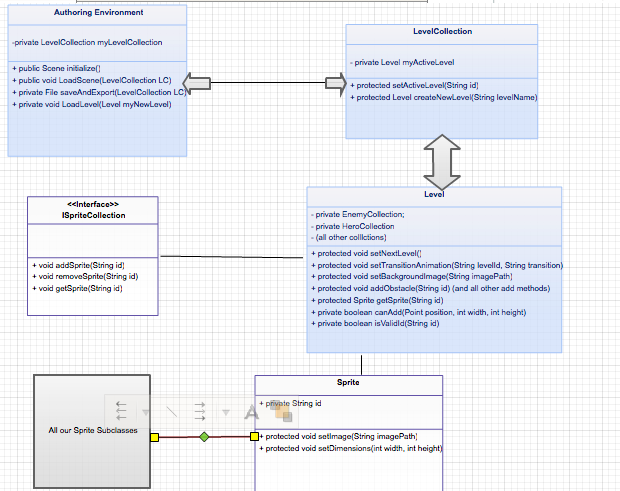 Authoring Environment
-private LevelCollection myLevelCollection
+ public Scene initialize()
+ public void LoadScene(LevelCollection LC)
+ private File saveAndExport(LevelCollection LC)
+ private void LoadLevel(Level myNewLevel)
LevelCollection
- private Level myActiveLevel
+ protected setActiveLevel(String id)
+ protected Level createNewLevel(String levelName)
<<Interface>>
ISpriteCollection
+ void addSprite(String id)
+ void removeSprite(String id)
+ void getSprite(String id)
Level
- private EnemyCollection;
- private HeroCollection
- (all other colllctions)
+ protected void setNextLevel()
+ protected void setTransitionAnimation(String levelId, String transition)
+ protected void setBackgroundImage(String imagePath)
+ protected void addObstacle(String id) (and all other add methods)
+ protected Sprite getSprite(String id)
+ private boolean canAdd(Point position, int width, int height)
+ private boolean isValidId(String id)
All our Sprite Subclasses
A
Sprite
+ private String id
+ protected void setImage(String imagePath)
+ protected void setDimensions(int width, int height)